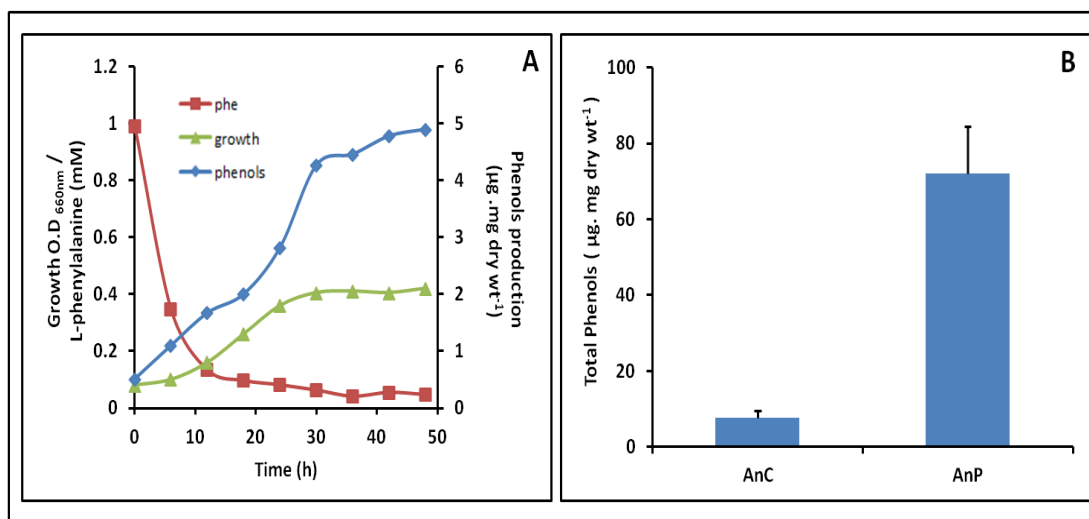 A
1.2
1
0.8
0.6
0.4
0.2
0
6
5
4
3
2
1
0
phe
growth
phenols
Growth O.D 660nm /
L-phenylalanine (mM)
Phenols production
(µg .mg dry wt-1)
0 10 20 30 40 50
Time (h)
B
100
80
60
40
20
0
Total Phenols ( µg. mg dry wt-1)
AnC AnP